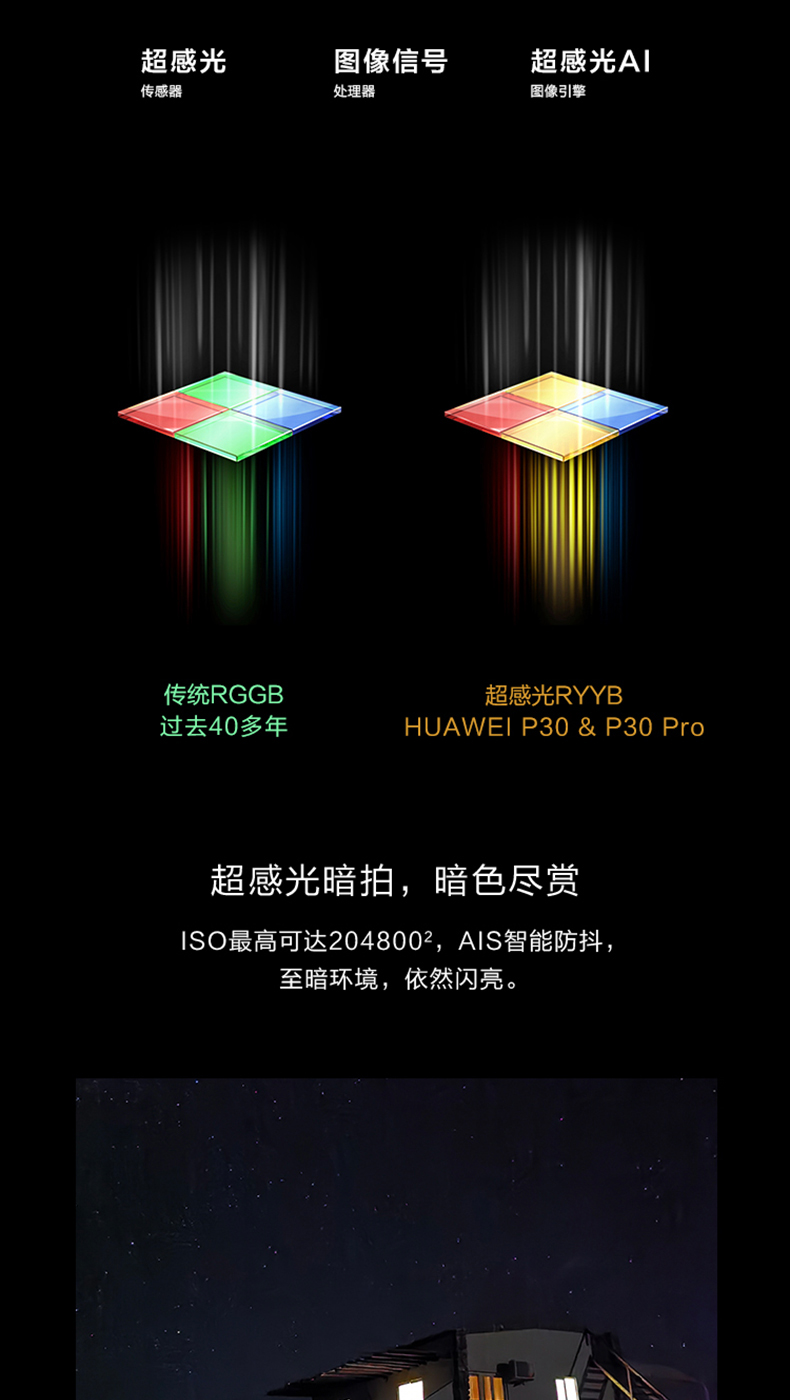 超感光
传感器
图像信号
处理器
超感光AI
图像引擎
传统RGGB
过去40多年
超感光RYYB
HUAWEI P30 & P30 Pro
超感光暗拍，暗色尽赏
ISO最高可达204800²，AIS智能防抖，
至暗环境，依然闪亮。